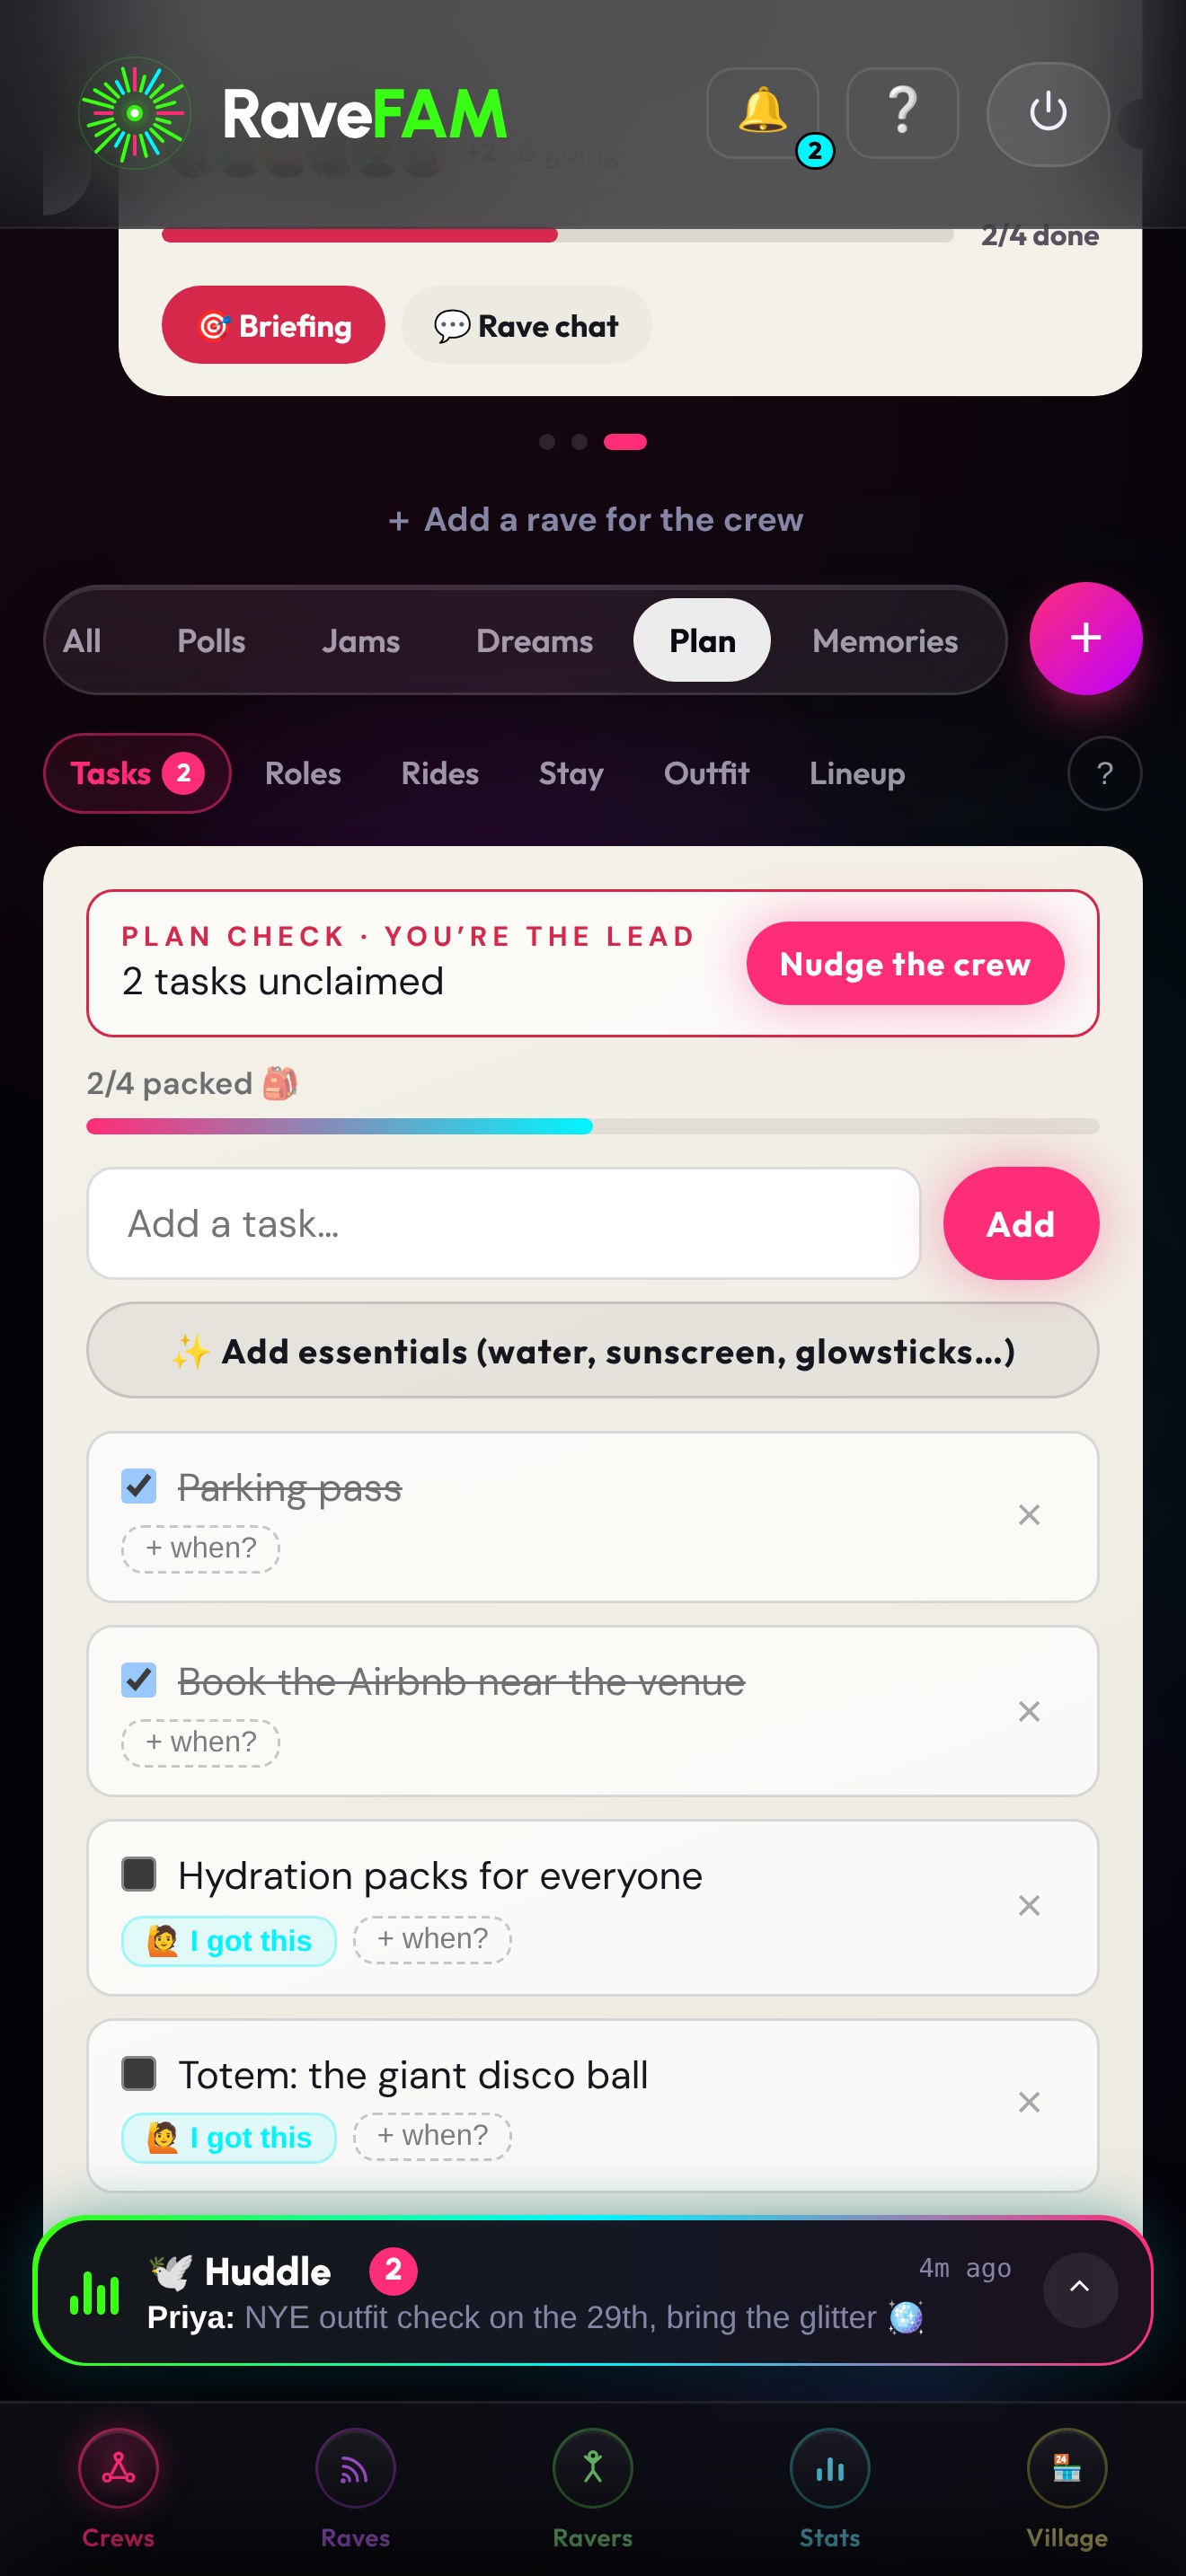 RaveFAM
2
+2 8 going
2/4 done
🎯 Briefing
💬 Rave chat
+ Add a rave for the crew
All Polls Jams Dreams Plan Memories +
Tasks 2 Roles Rides Stay Outfit Lineup ?
PLAN CHECK · YOU’RE THE LEAD
2 tasks unclaimed
Nudge the crew
2/4 packed 🎒
Add a task...
Add
✨ Add essentials (water, sunscreen, glowsticks...)
Parking pass
+ when?
Book the Airbnb near the venue
+ when?
Hydration packs for everyone
🙋 I got this + when?
Totem: the giant disco ball
🙋 I got this + when?
🕊️ Huddle 2 4m ago
Priya: NYE outfit check on the 29th, bring the glitter 🪩
Crews Raves Ravers Stats Village